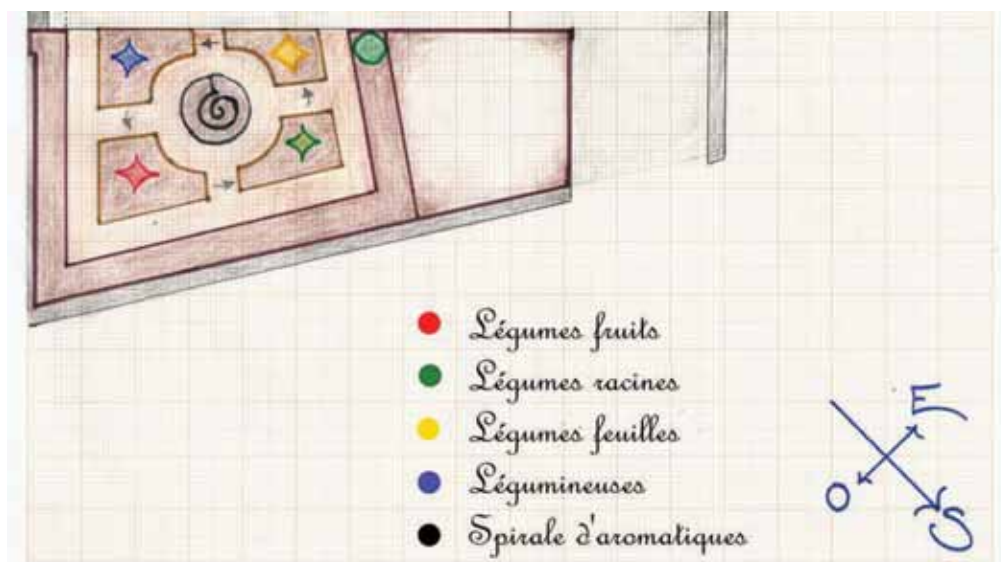 Légumes fruits
Légumes racines
Légumes feuilles
Légumineuses
Spirale d'aromatiques
E
O
S